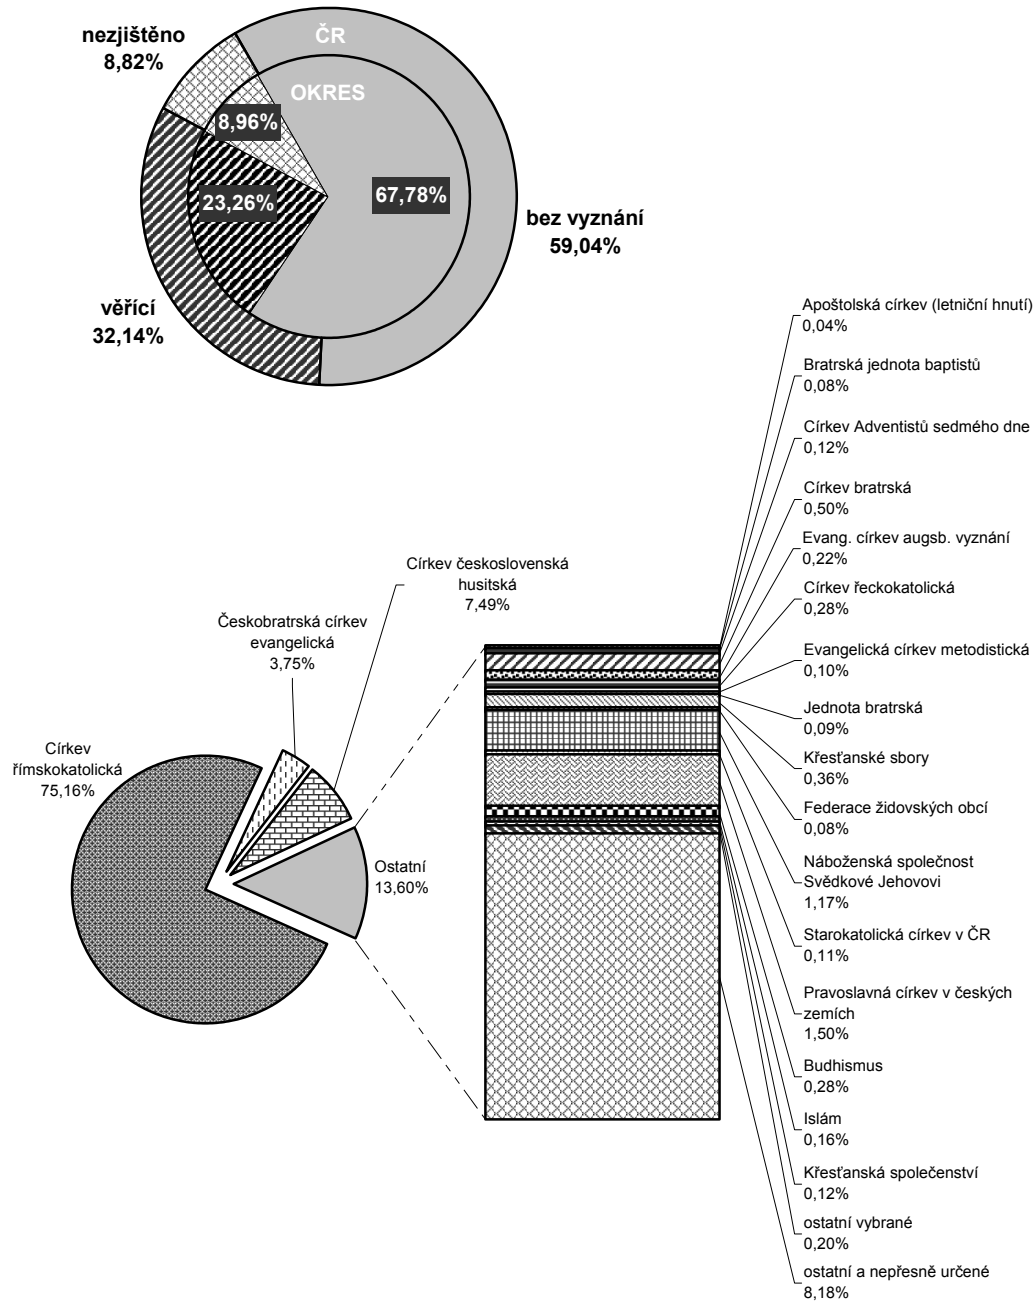 nezjištěno
8,82%
ČR
OKRES
8,96%
23,26%
67,78%
bez vyznání
59,04%
věřící
32,14%
Církev československá
husitská
7,49%
Českobratrská církev
evangelická
3,75%
Církev
římskokatolická
75,16%
Ostatní
13,60%
Apoštolská církev (letniční hnutí)
0,04%
Bratrská jednota baptistů
0,08%
Církev Adventistů sedmého dne
0,12%
Církev bratrská
0,50%
Evang. církev augsb. vyznání
0,22%
Církev řeckokatolická
0,28%
Evangelická církev metodistická
0,10%
Jednota bratrská
0,09%
Křesťanské sbory
0,36%
Federace židovských obcí
0,08%
Náboženská společnost
Svědkové Jehovovi
1,17%
Starokatolická církev v ČR
0,11%
Pravoslavná církev v českých
zemích
1,50%
Budhismus
0,28%
Islám
0,16%
Křesťanská společenství
0,12%
ostatní vybrané
0,20%
ostatní a nepřesně určené
8,18%